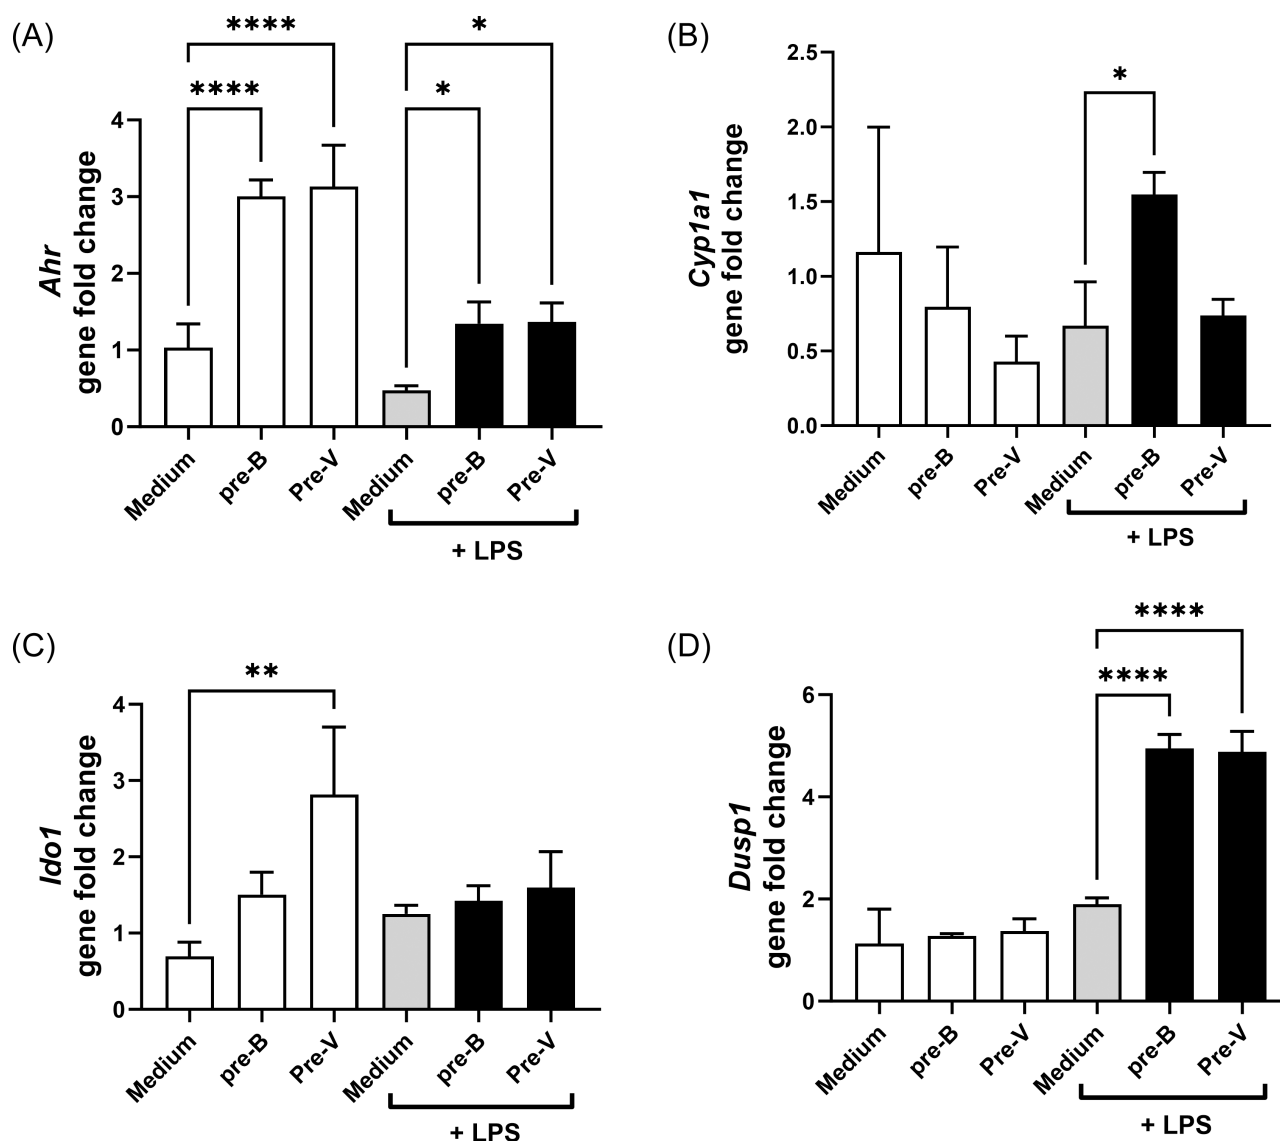 (A)
****
*
****
*
Ahr
gene fold change
4
3
2
1
0
Medium
pre-B
Pre-V
Medium
pre-B
Pre-V
+ LPS
(B)
*
Cyp1a1
gene fold change
2.5
2.0
1.5
1.0
0.5
0.0
Medium
pre-B
Pre-V
Medium
pre-B
Pre-V
+ LPS
(C)
**
Ido1
gene fold change
4
3
2
1
0
Medium
pre-B
Pre-V
Medium
pre-B
Pre-V
+ LPS
(D)
****
****
Dusp1
gene fold change
6
4
2
0
Medium
pre-B
Pre-V
Medium
pre-B
Pre-V
+ LPS